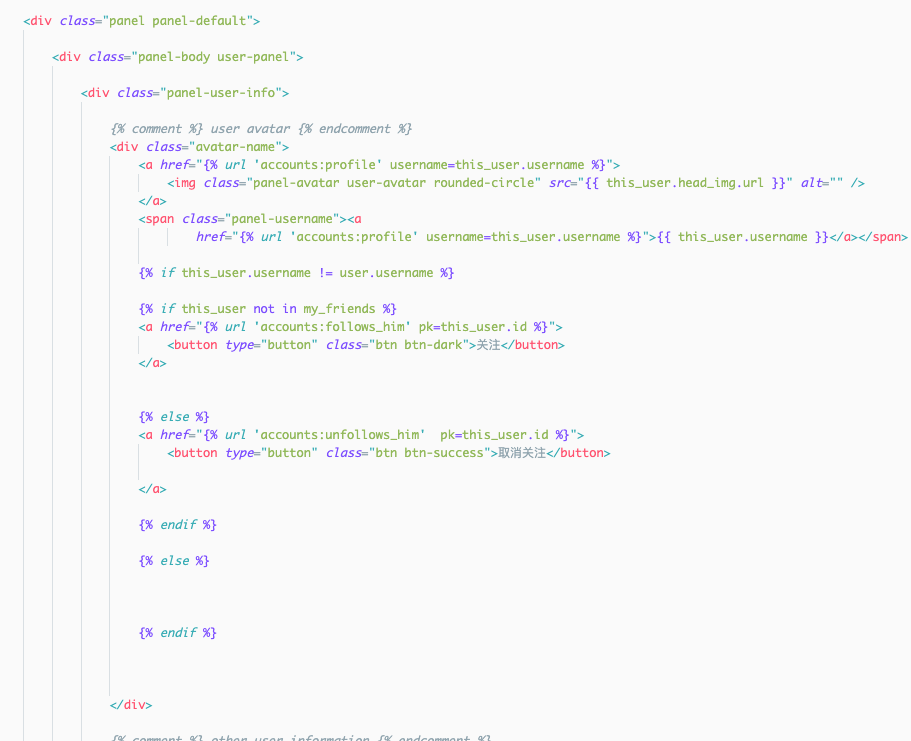 <div class="panel panel-default">
<div class="panel-body user-panel">
<div class="panel-user-info">
{% comment %} user avatar {% endcomment %}
<div class="avatar-name">
<a href="{% url 'accounts:profile' username=this_user.username %}">
<img class="panel-avatar user-avatar rounded-circle" src="{{ this_user.head_img.url }}" alt="" />
</a>
<span class="panel-username"><a
href="{% url 'accounts:profile' username=this_user.username %}">{{ this_user.username }}</a></span>
{% if this_user.username != user.username %}
{% if this_user not in my_friends %}
<a href="{% url 'accounts:follows_him' pk=this_user.id %}">
<button type="button" class="btn btn-dark">关注</button>
</a>
{% else %}
<a href="{% url 'accounts:unfollows_him'  pk=this_user.id %}">
<button type="button" class="btn btn-success">取消关注</button>
</a>
{% endif %}
{% else %}
{% endif %}
</div>
{% comment %} other user information {% endcomment %}